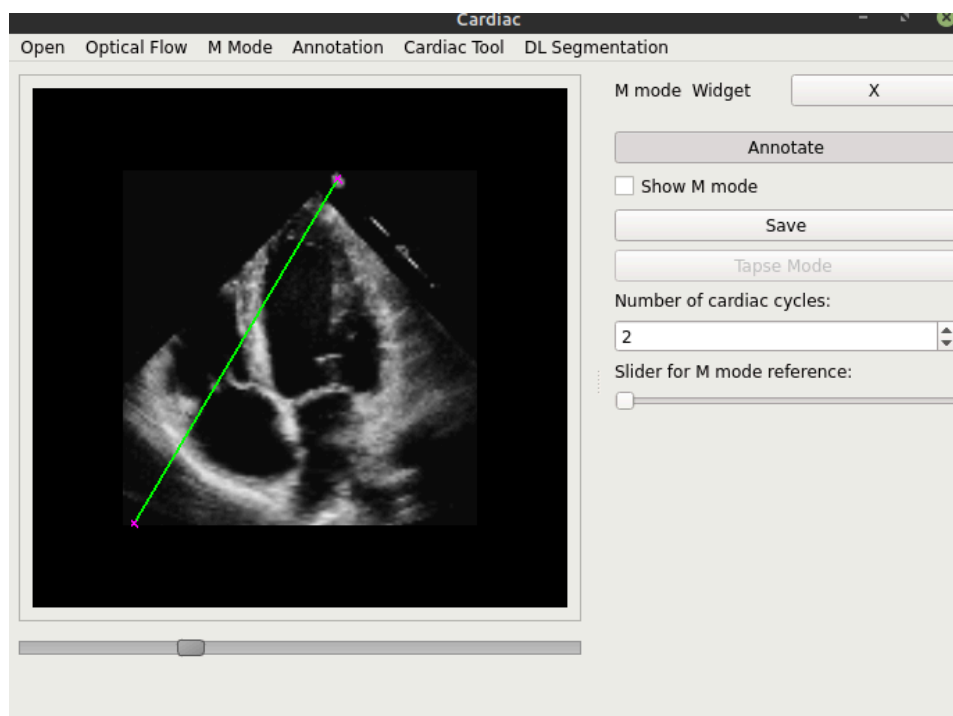 Cardiac
Open Optical Flow M Mode Annotation Cardiac Tool DL Segmentation
M mode Widget X
Annotate
Show M mode
Save
Tapse Mode
Number of cardiac cycles:
2
Slider for M mode reference: